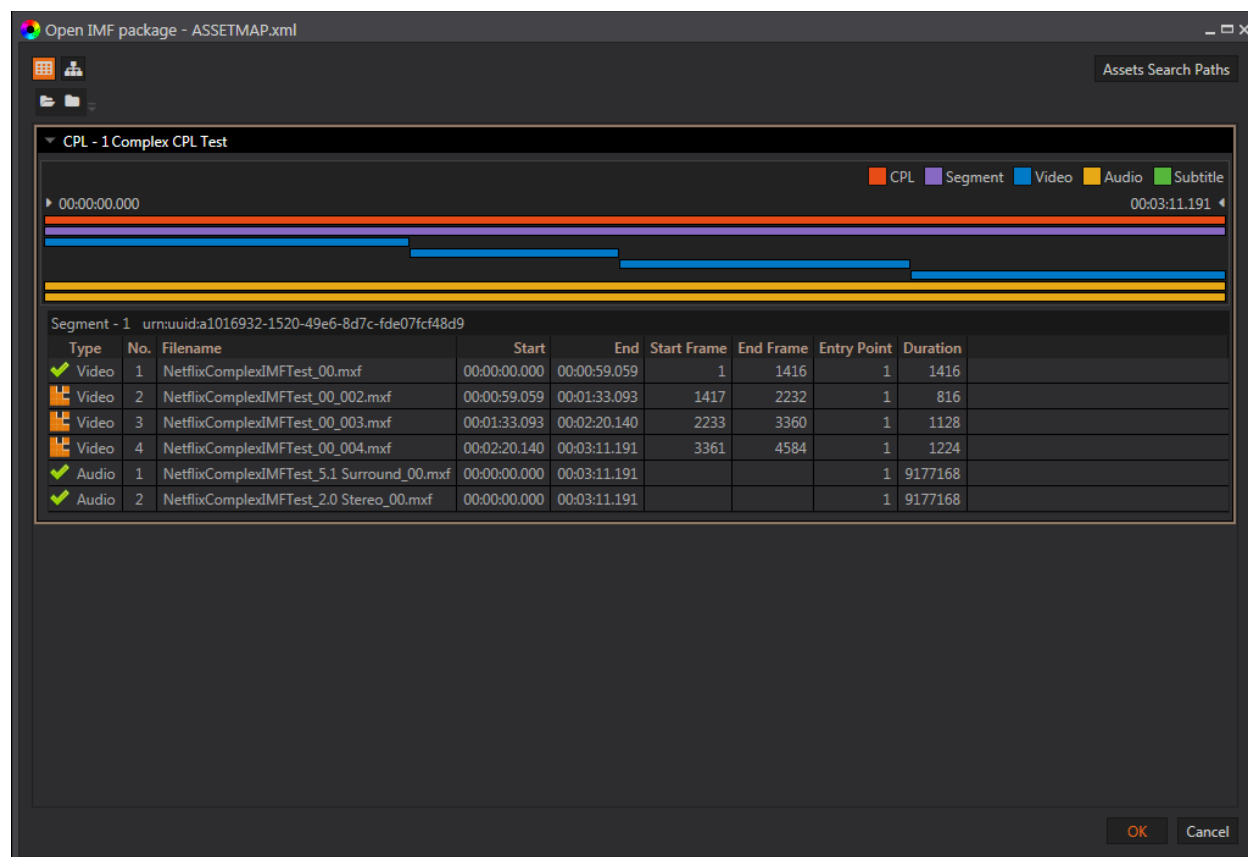 Open IMF package - ASSETMAP.xml
Assets Search Paths
CPL - 1 Complex CPL Test
CPL Segment Video Audio Subtitle
00:00:00.000 00:03:11.191
Segment - 1 urn:uuid:a1016932-1520-49e6-8d7c-fde07fcf48d9
Type No. Filename Start End Start Frame End Frame Entry Point Duration
Video 1 NetflixComplexIMFTest_00.mxf 00:00:00.000 00:00:59.059 1 1416 1 1416
Video 2 NetflixComplexIMFTest_00_002.mxf 00:00:59.059 00:01:33.093 1417 2232 1 816
Video 3 NetflixComplexIMFTest_00_003.mxf 00:01:33.093 00:02:20.140 2233 3360 1 1128
Video 4 NetflixComplexIMFTest_00_004.mxf 00:02:20.140 00:03:11.191 3361 4584 1 1224
Audio 1 NetflixComplexIMFTest_5.1 Surround_00.mxf 00:00:00.000 00:03:11.191 1 9177168
Audio 2 NetflixComplexIMFTest_2.0 Stereo_00.mxf 00:00:00.000 00:03:11.191 1 9177168
OK Cancel